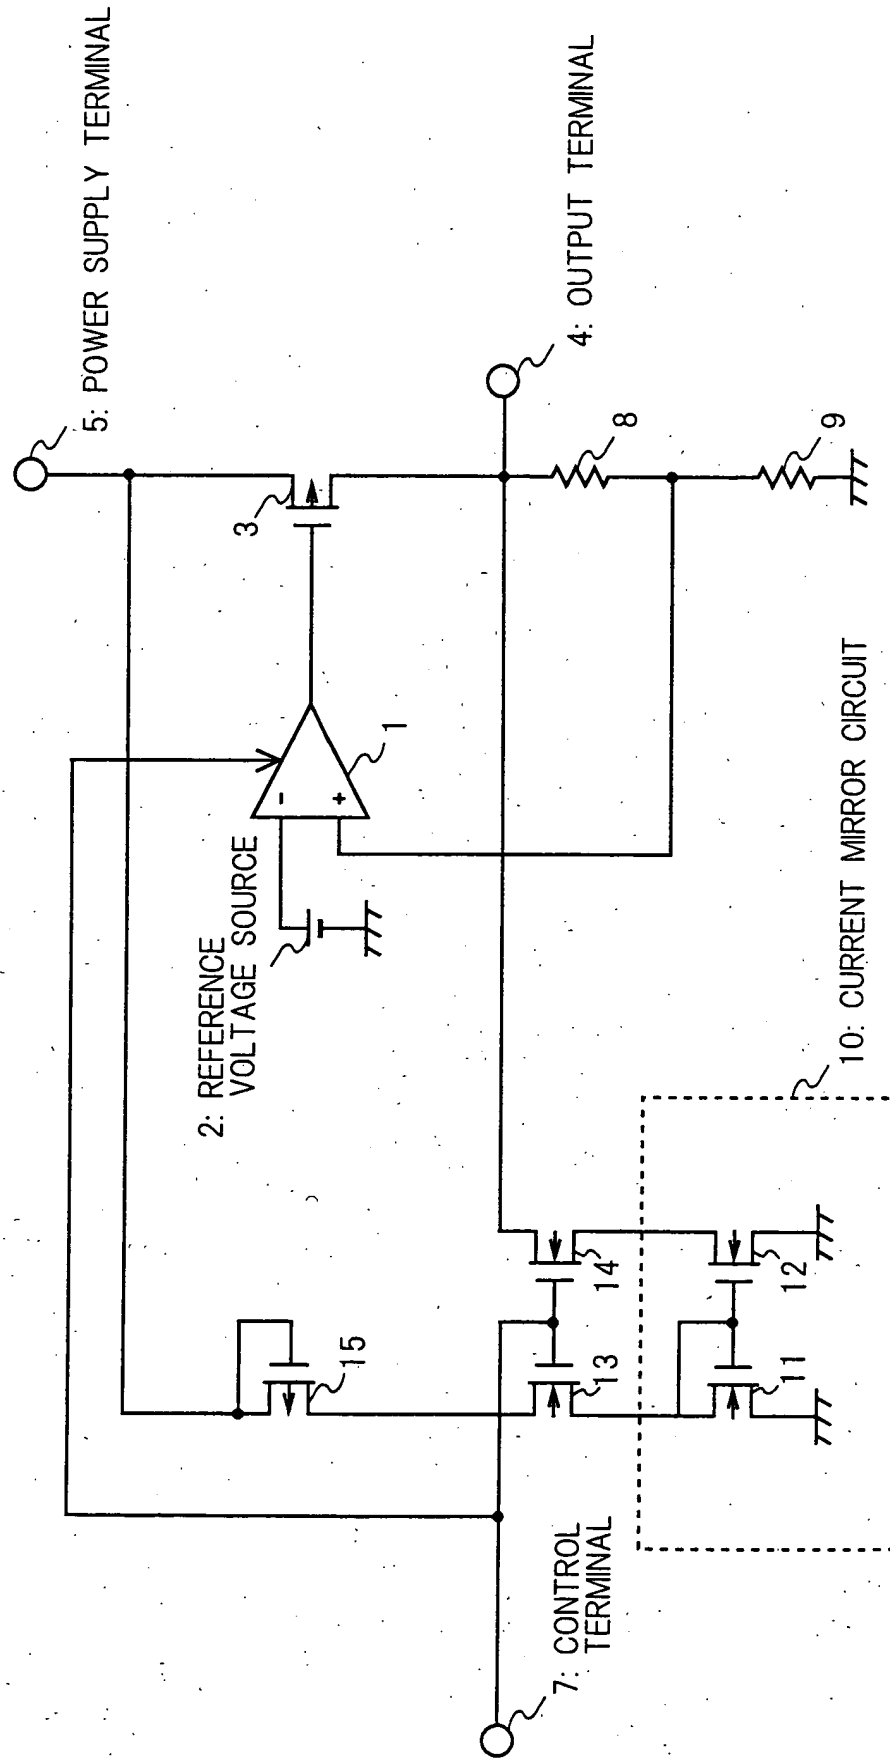 5: POWER SUPPLY TERMINAL
3
4: OUTPUT TERMINAL
8
9
1
-
+
2: REFERENCE
VOLTAGE SOURCE
10: CURRENT MIRROR CIRCUIT
15
14
13
12
11
7: CONTROL
TERMINAL